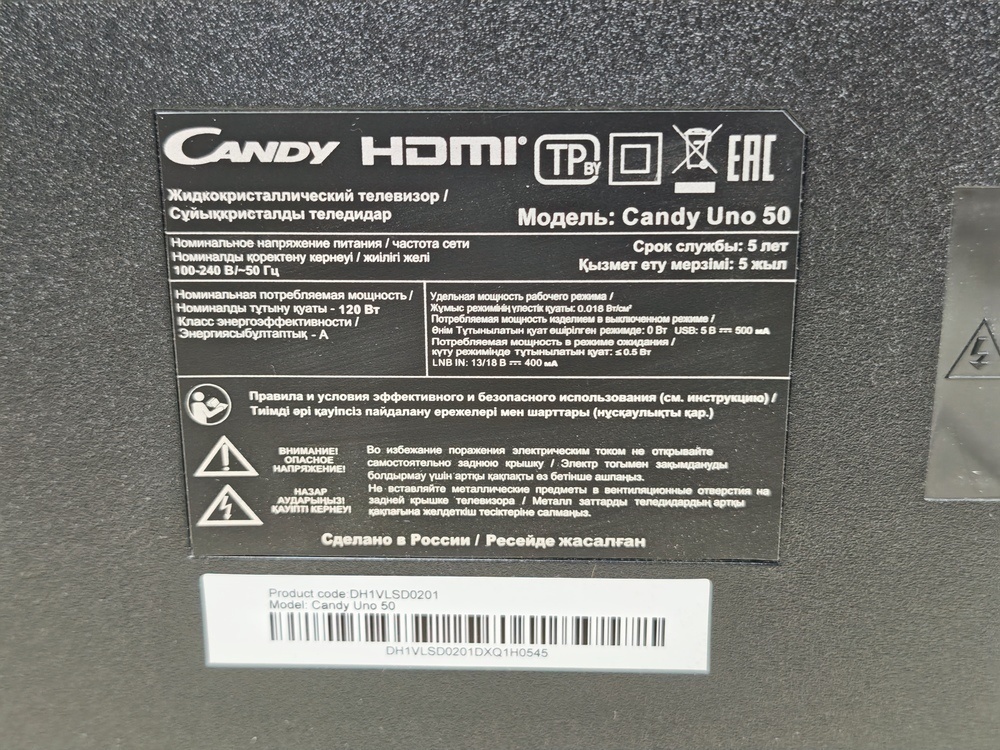 CANDY HDMI TP BY EAC
Жидкокристаллический телевизор /
Сұйыққристалды теледидар
Модель: Candy Uno 50
Номинальное напряжение питания / частота сети
Номиналды қоректену кернеуі / жиілігі желі
100-240 В/~50 Гц
Срок службы: 5 лет
Қызмет ету мерзімі: 5 жыл
Номинальная потребляемая мощность /
Номиналды тұтыну қуаты - 120 Вт
Класс энергоэффективности /
Энергиясыбұлтаптық - А
Удельная мощность рабочего режима /
Жұмыс режимінің үлестік қуаты: 0.018 Вт/см²
Потребляемая мощность изделием в выключенном режиме /
Өнім Тұтынылатын қуат өшірілген режимде: 0 Вт USB: 5 В ⎓ 500 мА
Потребляемая мощность в режиме ожидания /
күту режимінде тұтынылатын қуат: ≤0.5 Вт
LNB IN: 13/18 В ⎓ 400 мА
Правила и условия эффективного и безопасного использования (см. инструкцию) /
Тиімді әрі қауіпсіз пайдалану ережелері мен шарттары (нұсқаулықты қар.)
ВНИМАНИЕ!
ОПАСНОЕ
НАПРЯЖЕНИЕ!
Во избежание поражения электрическим током не открывайте
самостоятельно заднюю крышку / Электр тоғымен зақымдануды
болдырмау үшін артқы қақпақты өз бетінше ашпаңыз.
НАЗАР
АУДАРЫҢЫЗ!
ҚАУІПТІ КЕРНЕУ!
Не вставляйте металлические предметы в вентиляционные отверстия на
задней крышке телевизора / Металл заттарды теледидардың артқы
қақпағына желдеткіш тесіктеріне салмаңыз.
Сделано в России / Ресейде жасалған
Product code:DH1VLSD0201
Model: Candy Uno 50
DH1VLSD0201DXQ1H0545